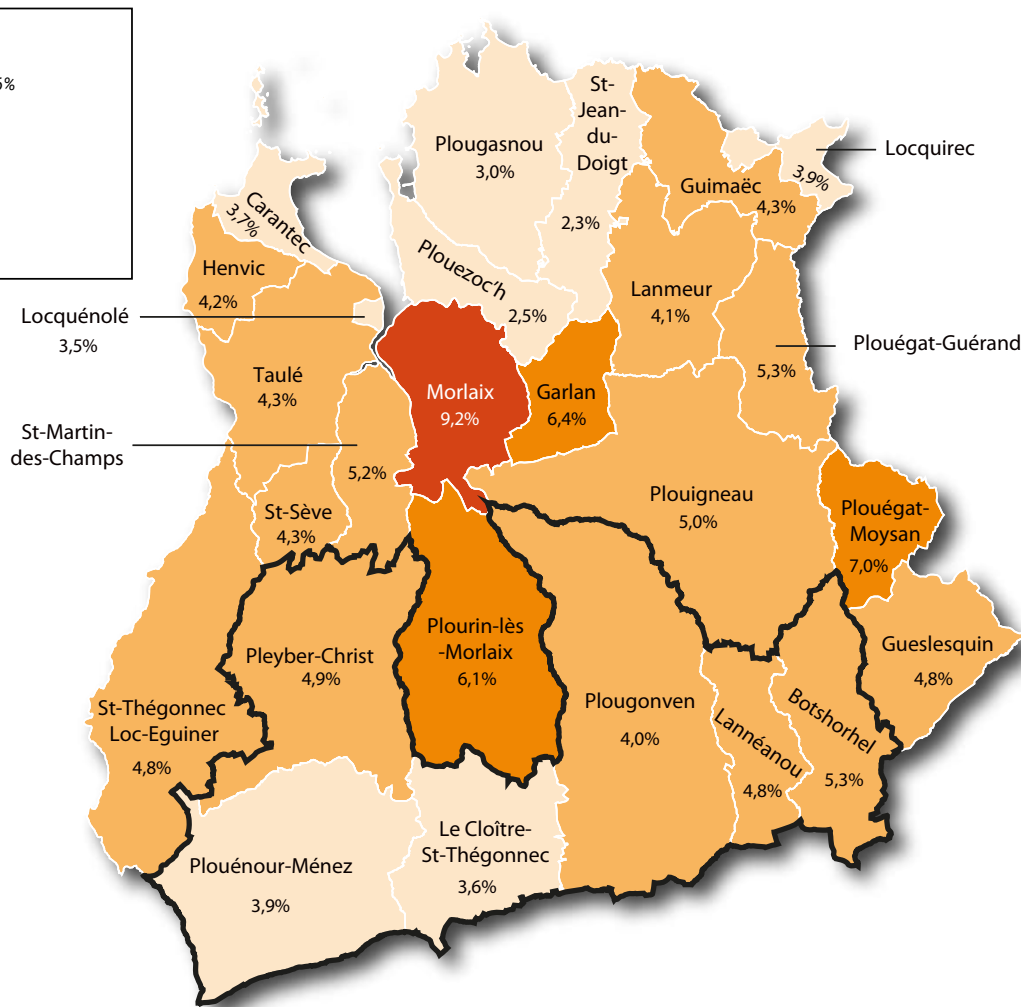 St-
Jean-
du-
Doigt
2,3%
Plougasnou
3,0%
Locquirec
3,9%
Guimaëc
4,3%
Carantec
3,7%
Henvic
4,2%
Plouezoc'h
2,5%
Lanmeur
4,1%
Locquénolé
3,5%
Plouégat-Guérand
5,3%
Taulé
4,3%
Morlaix
9,2%
Garlan
6,4%
St-Martin-
des-Champs
5,2%
St-Sève
4,3%
Plouigneau
5,0%
Plouégat-
Moysan
7,0%
Plourin-lès
-Morlaix
6,1%
Pleyber-Christ
4,9%
Gueslesquin
4,8%
St-Thégonnec
Loc-Eguiner
4,8%
Plougonven
4,0%
Lannéanou
4,8%
Botshorhel
5,3%
Le Cloître-
St-Thégonnec
3,6%
Plouénour-Ménez
3,9%